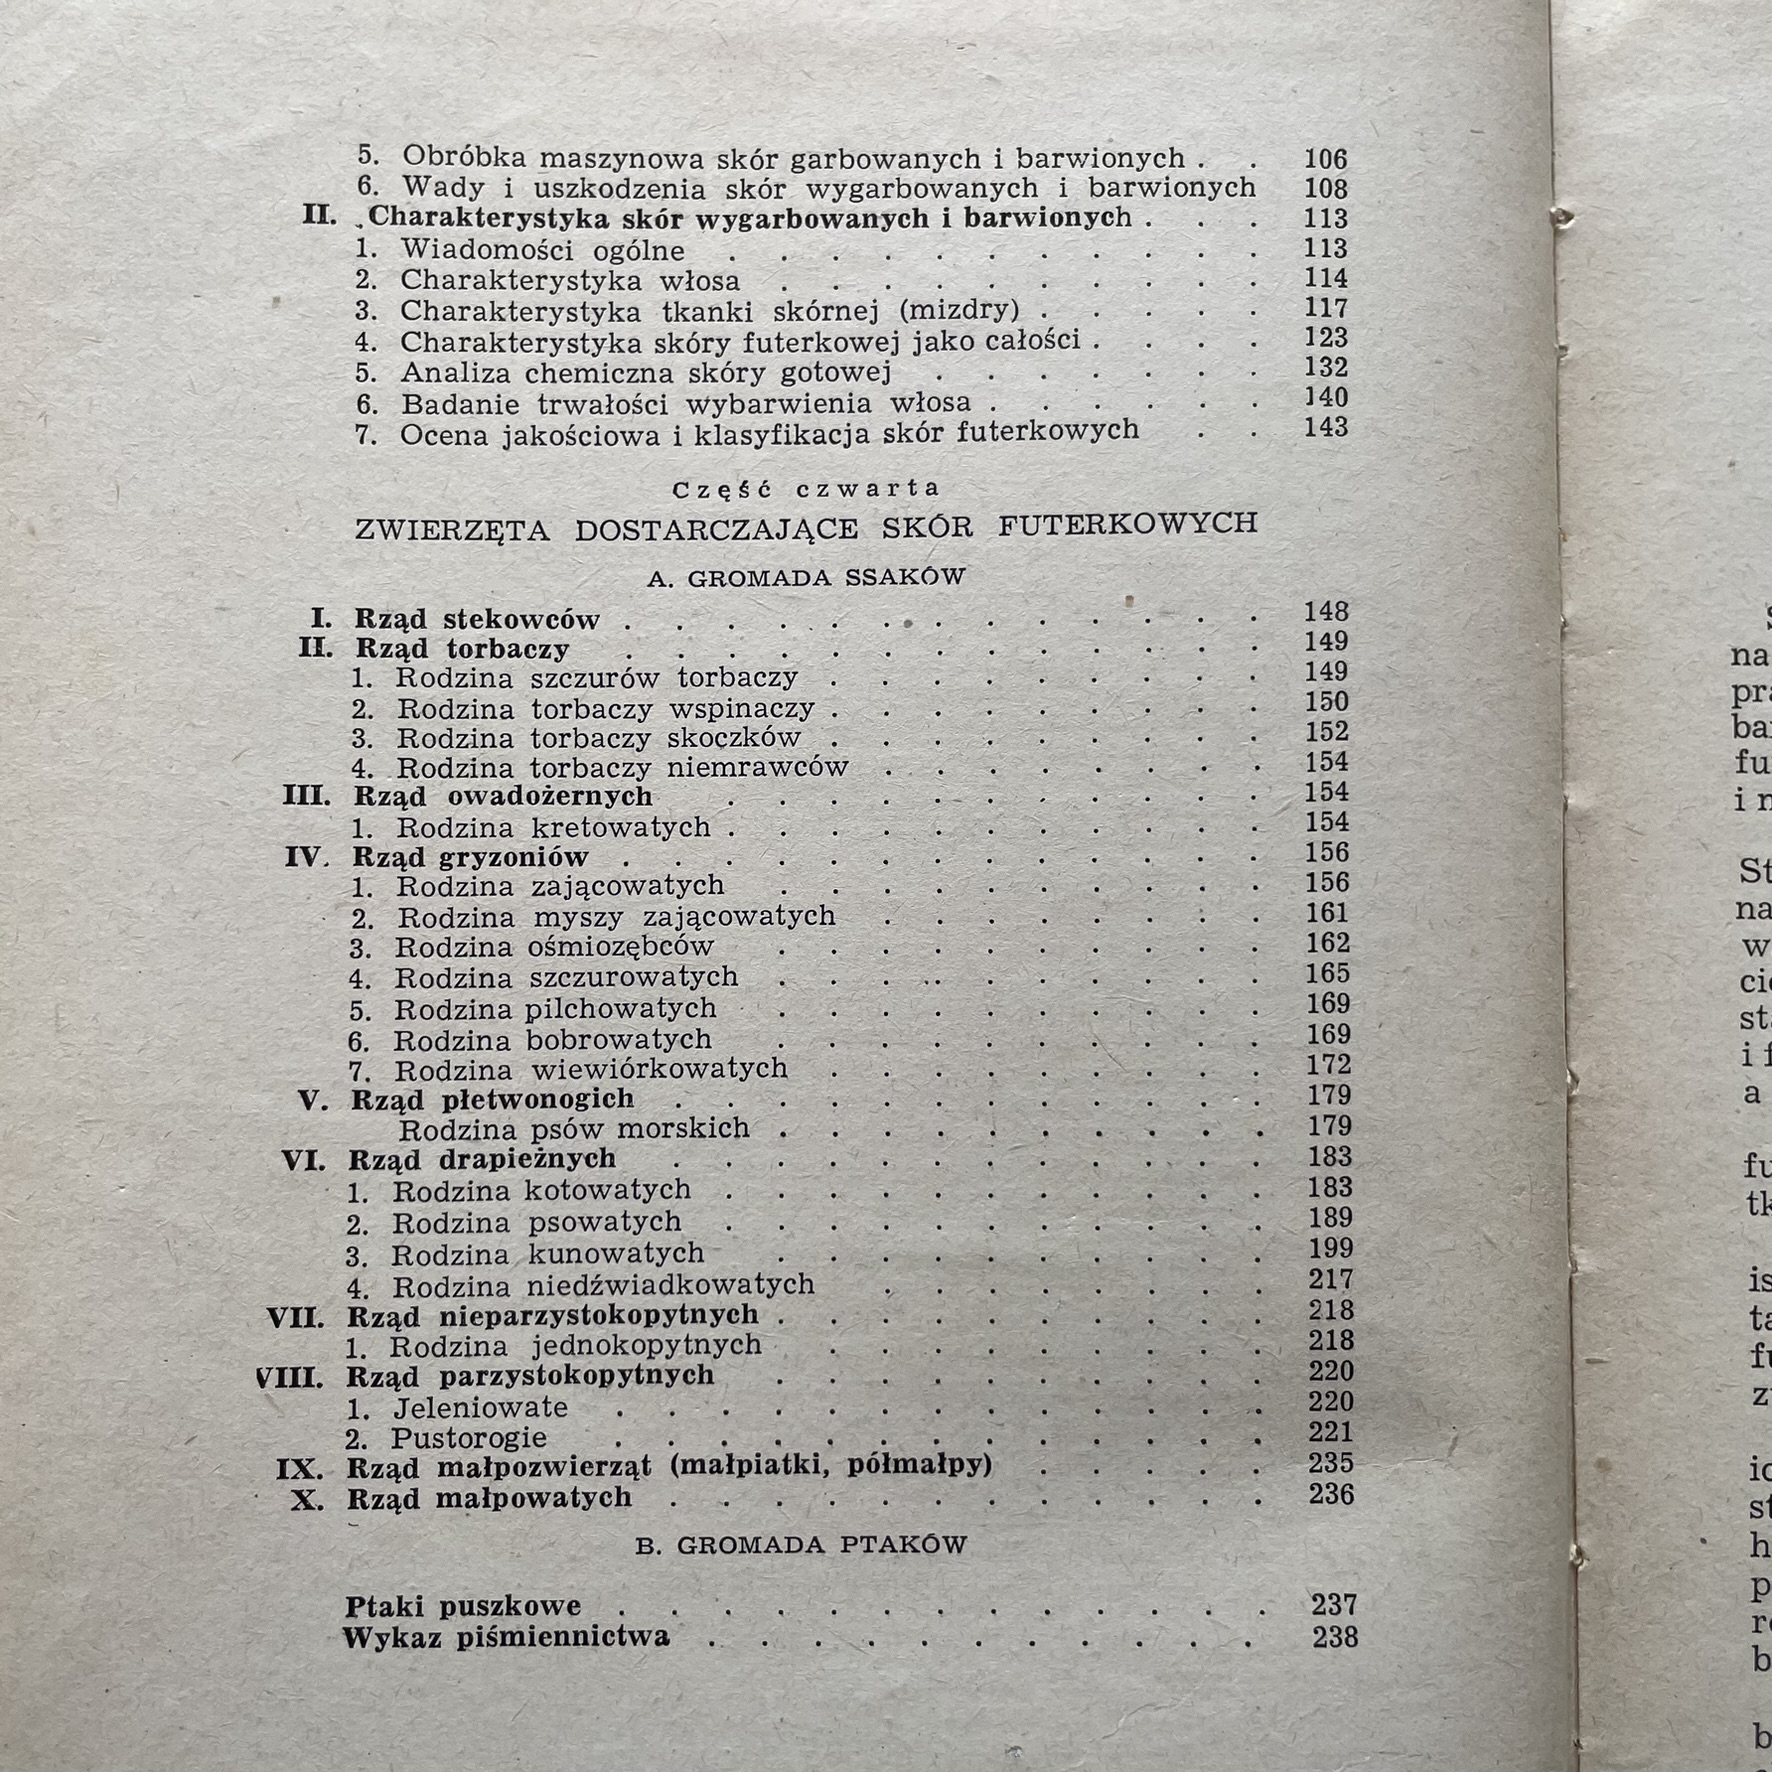 5. Obróbka maszynowa skór garbowanych i barwionych . . 106
6. Wady i uszkodzenia skór wygarbowanych i barwionych 108
II. Charakterystyka skór wygarbowanych i barwionych . . . 113
1. Wiadomości ogólne . . . . . . . . . . . 113
2. Charakterystyka włosa . . . . . . . . . . 114
3. Charakterystyka tkanki skórnej (mizdry) . . . . . 117
4. Charakterystyka skóry futerkowej jako całości . . . . 123
5. Analiza chemiczna skóry gotowej . . . . . . . 132
6. Badanie trwałości wybarwienia włosa . . . . . . 140
7. Ocena jakościowa i klasyfikacja skór futerkowych . . 143
Część czwarta
ZWIERZĘTA DOSTARCZAJĄCE SKÓR FUTERKOWYCH
A. GROMADA SSAKÓW
I. Rząd stekowców . . . . . . . . . . . . . 148
II. Rząd torbaczy . . . . . . . . . . . . . 149
1. Rodzina szczurów torbaczy . . . . . . . . . 149
2. Rodzina torbaczy wspinaczy . . . . . . . . . 150
3. Rodzina torbaczy skoczków . . . . . . . . . 152
4. Rodzina torbaczy niemrawców . . . . . . . . 154
III. Rząd owadożernych . . . . . . . . . . . 154
1. Rodzina kretowatych . . . . . . . . . . . 154
IV. Rząd gryzoniów . . . . . . . . . . . . . 156
1. Rodzina zającowatych . . . . . . . . . . 156
2. Rodzina myszy zającowatych . . . . . . . . 161
3. Rodzina ośmiozębców . . . . . . . . . . 162
4. Rodzina szczurowatych . . . . . . . . . . 165
5. Rodzina pilchowatych . . . . . . . . . . 169
6. Rodzina bobrowatych . . . . . . . . . . 169
7. Rodzina wiewiórkowatych . . . . . . . . . 172
V. Rząd płetwonogich . . . . . . . . . . . . 179
Rodzina psów morskich . . . . . . . . . . 179
VI. Rząd drapieżnych . . . . . . . . . . . . 183
1. Rodzina kotowatych . . . . . . . . . . . 183
2. Rodzina psowatych . . . . . . . . . . . 189
3. Rodzina kunowatych . . . . . . . . . . 199
4. Rodzina niedźwiadkowatych . . . . . . . . 217
VII. Rząd nieparzystokopytnych . . . . . . . . . . 218
1. Rodzina jednokopytnych . . . . . . . . . 218
VIII. Rząd parzystokopytnych . . . . . . . . . . 220
1. Jeleniowate . . . . . . . . . . . . . 220
2. Pustorogie . . . . . . . . . . . . . 221
IX. Rząd małpozwierząt (małpiatki, półmałpy) . . . . . 235
X. Rząd małpowatych . . . . . . . . . . . . 236
B. GROMADA PTAKÓW
Ptaki puszkowe . . . . . . . . . . . . . 237
Wykaz piśmiennictwa . . . . . . . . . . . 238